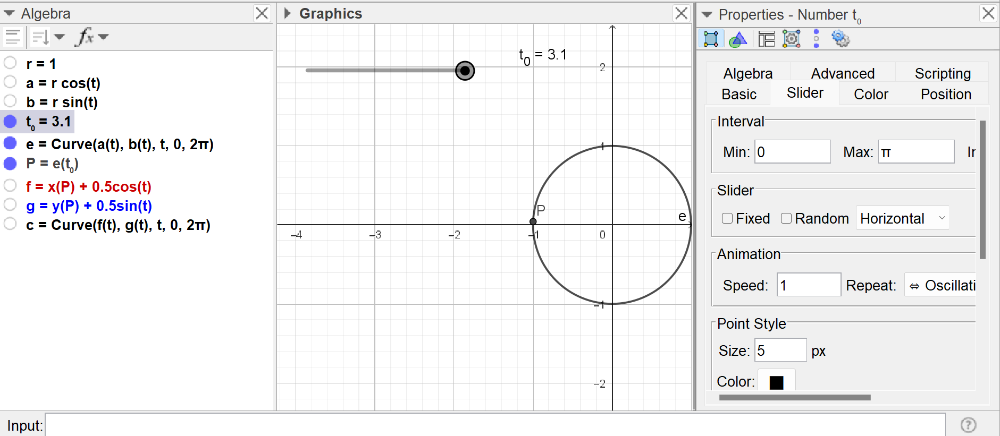 Algebra
Graphics
Properties - Number t₀
fx
r = 1
a = r cos(t)
b = r sin(t)
t₀ = 3.1
e = Curve(a(t), b(t), t, 0, 2π)
P = e(t₀)
f = x(P) + 0.5cos(t)
g = y(P) + 0.5sin(t)
c = Curve(f(t), g(t), t, 0, 2π)
t₀ = 3.1
2
1
P
e
–4
–3
–2
–1
0
–1
–2
Algebra Advanced Scripting
Basic Slider Color Position
Interval
Min: 0 Max: π
Slider
Fixed Random Horizontal
Animation
Speed: 1 Repeat: ⇔ Oscillati
Point Style
Size: 5 px
Color:
Input:
?